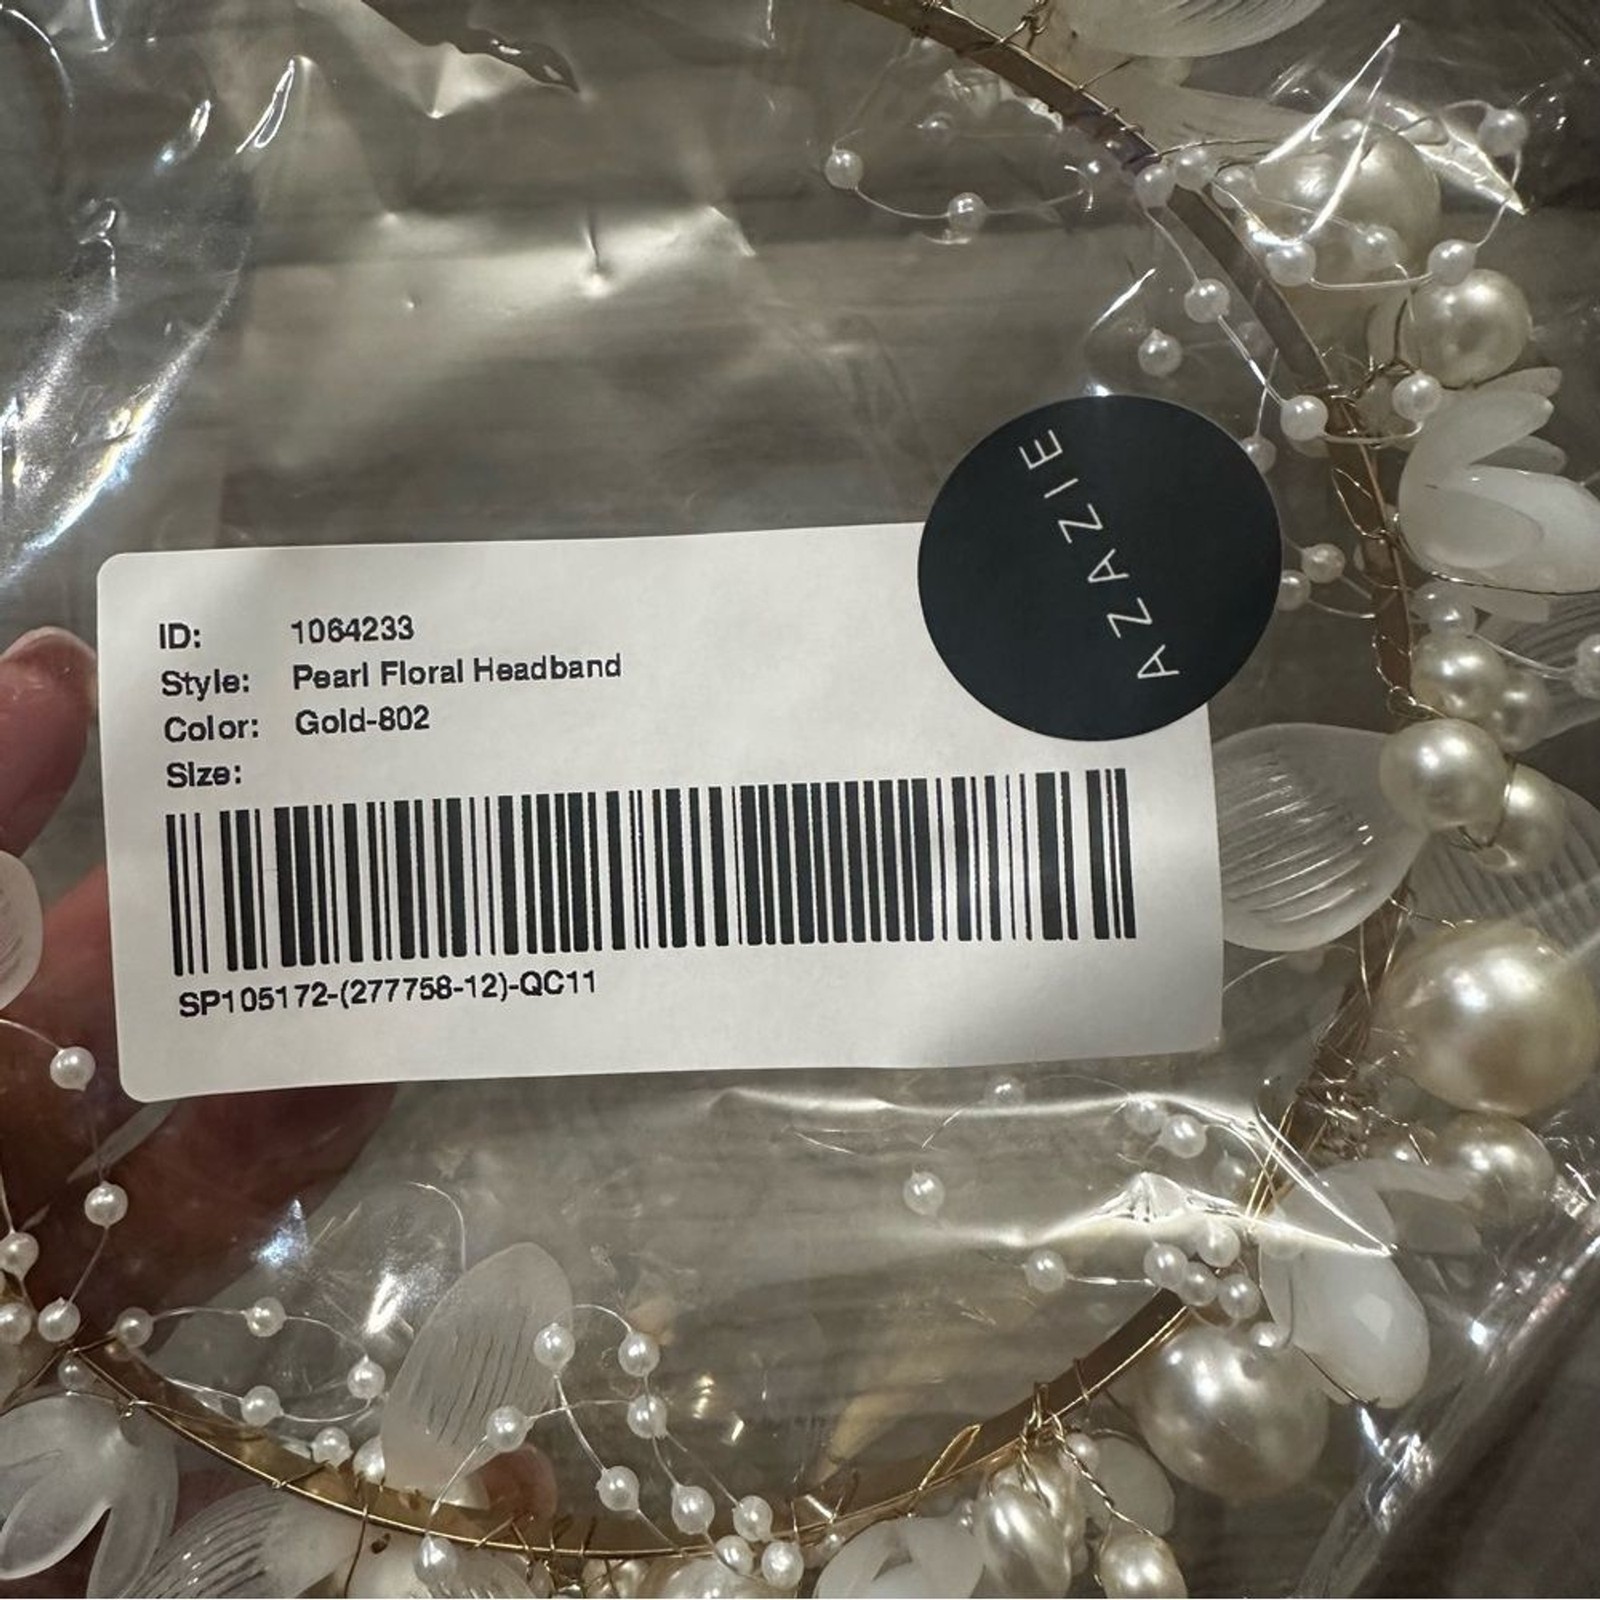 AZAZIE
ID: 1064233
Style: Pearl Floral Headband
Color: Gold-802
Size:
SP105172-(277758-12)-QC11